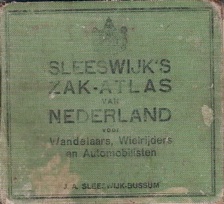 SLEESWIJK'S
ZAK-ATLAS
VAN
NEDERLAND
VOOR
Wandelaars, Wielrijders
en Automobilisten
J. A. SLEESWIJK-BUSSUM